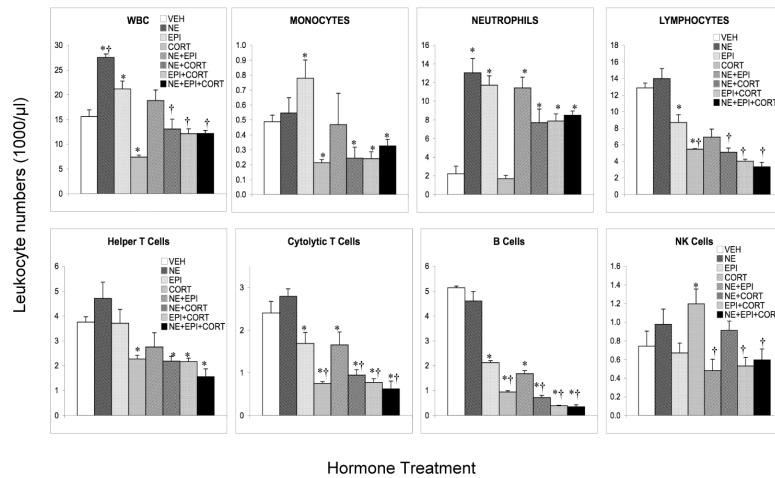 Leukocyte numbers (1000/µl)
WBC
30
25
20
15
10
5
0
*†
*
*
†
†
†
VEH
NE
EPI
CORT
NE+EPI
NE+CORT
EPI+CORT
NE+EPI+CORT
MONOCYTES
1.0
0.9
0.8
0.7
0.6
0.5
0.4
0.3
0.2
0.1
0.0
*
*
*
*
*
NEUTROPHILS
16
14
12
10
8
6
4
2
0
*
*
*
*
*
*
LYMPHOCYTES
18
16
14
12
10
8
6
4
2
0
*
*†
†
†
†
VEH
NE
EPI
CORT
NE+EPI
NE+CORT
EPI+CORT
NE+EPI+CORT
Helper T Cells
6
5
4
3
2
1
0
*
*
*
*
VEH
NE
EPI
CORT
NE+EPI
NE+CORT
EPI+CORT
NE+EPI+CORT
Cytolytic T Cells
3
2
1
0
*
*†
*
*†
*†
*†
B Cells
6
5
4
3
2
1
0
*
*†
*
*†
*†
*†
NK Cells
1.8
1.6
1.4
1.2
1.0
0.8
0.6
0.4
0.2
0.0
*
†
†
†
VEH
NE
EPI
CORT
NE+EPI
NE+CORT
EPI+CORT
NE+EPI+CORT
Hormone Treatment